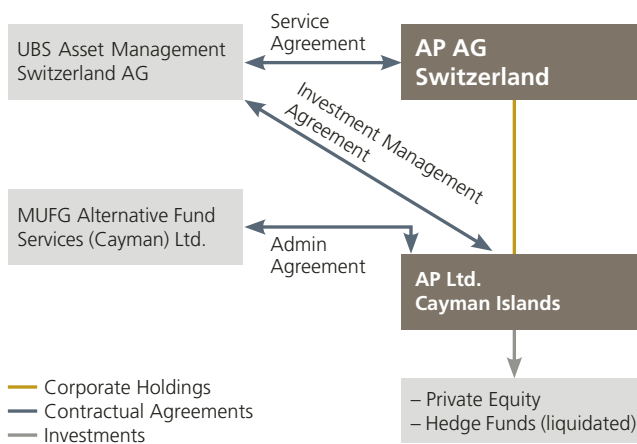 UBS Asset Management
Switzerland AG
Service
Agreement
AP AG
Switzerland
Investment Management
Agreement
MUFG Alternative Fund
Services (Cayman) Ltd.
Admin
Agreement
AP Ltd.
Cayman Islands
Corporate Holdings
Contractual Agreements
Investments
– Private Equity
– Hedge Funds (liquidated)